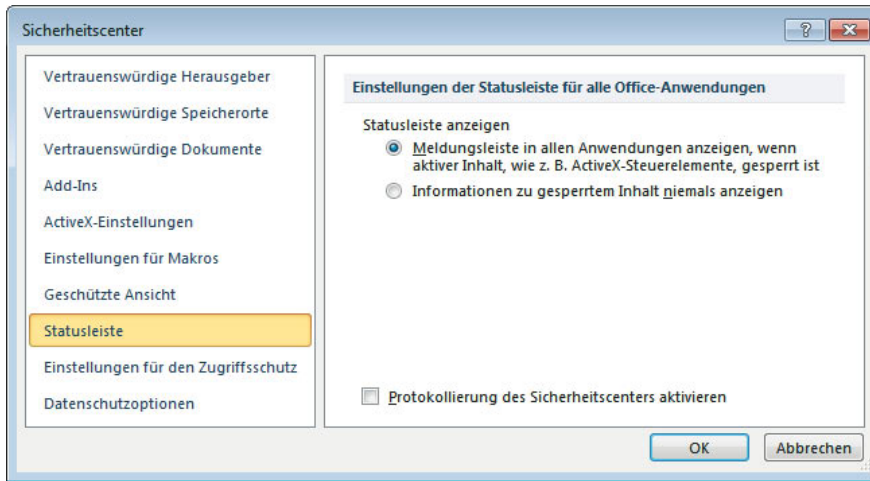 Sicherheitscenter
Vertrauenswürdige Herausgeber
Vertrauenswürdige Speicherorte
Vertrauenswürdige Dokumente
Add-Ins
ActiveX-Einstellungen
Einstellungen für Makros
Geschützte Ansicht
Statusleiste
Einstellungen für den Zugriffsschutz
Datenschutzoptionen
Einstellungen der Statusleiste für alle Office-Anwendungen
Statusleiste anzeigen
Meldungsleiste in allen Anwendungen anzeigen, wenn
aktiver Inhalt, wie z. B. ActiveX-Steuerelemente, gesperrt ist
Informationen zu gesperrtem Inhalt niemals anzeigen
Protokollierung des Sicherheitscenters aktivieren
OK
Abbrechen